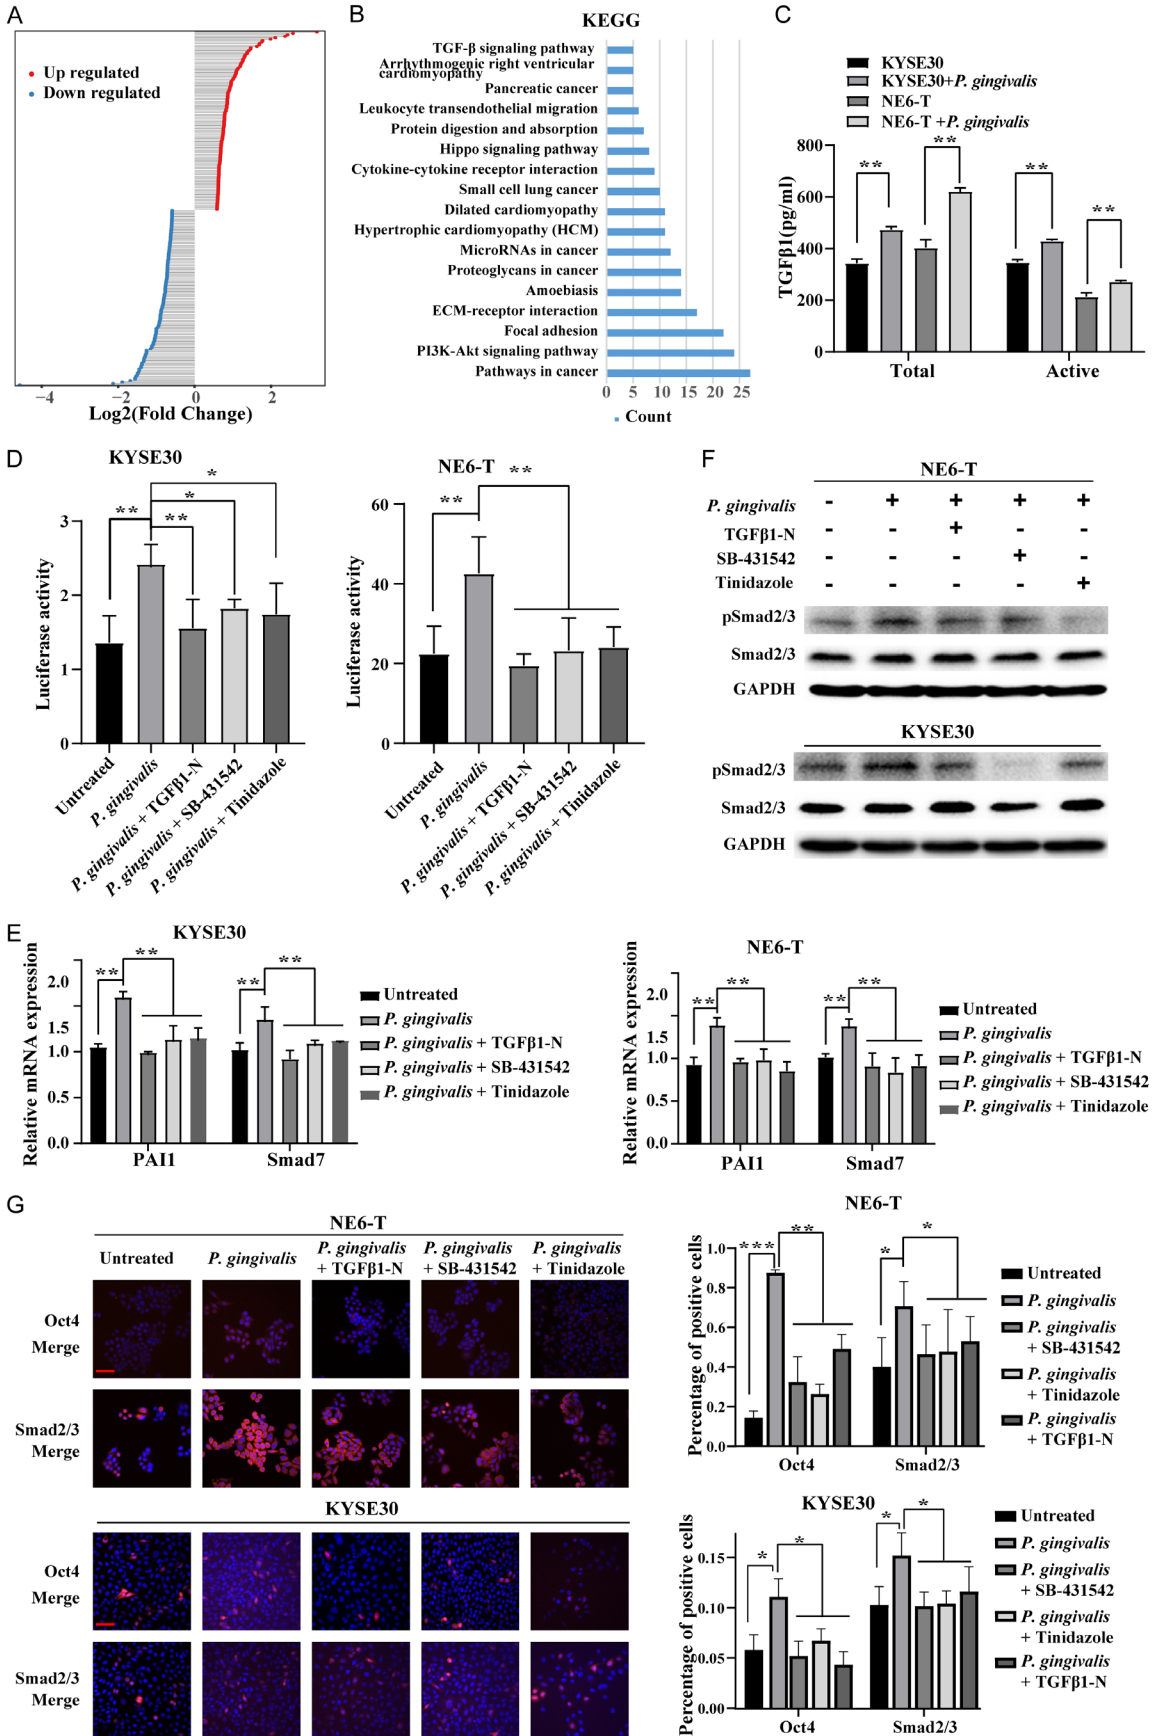 A
Up regulated
Down regulated
−4
−2
0
2
Log2(Fold Change)
B
KEGG
TGF-β signaling pathway
Arrhythmogenic right ventricular
cardiomyopathy
Pancreatic cancer
Leukocyte transendothelial migration
Protein digestion and absorption
Hippo signaling pathway
Cytokine-cytokine receptor interaction
Small cell lung cancer
Dilated cardiomyopathy
Hypertrophic cardiomyopathy (HCM)
MicroRNAs in cancer
Proteoglycans in cancer
Amoebiasis
ECM-receptor interaction
Focal adhesion
PI3K-Akt signaling pathway
Pathways in cancer
0 5 10 15 20 25
Count
C
KYSE30
KYSE30+P. gingivalis
NE6-T
NE6-T +P. gingivalis
TGFβ1(pg/ml)
800
600
400
200
0
** ** ** **
Total Active
D
KYSE30
Luciferase activity
3
2
1
0
** ** * *
Untreated
P. gingivalis
P. gingivalis + TGFβ1-N
P. gingivalis + SB-431542
P. gingivalis + Tinidazole
NE6-T
Luciferase activity
60
40
20
0
** **
Untreated
P. gingivalis
P. gingivalis + TGFβ1-N
P. gingivalis + SB-431542
P. gingivalis + Tinidazole
F
NE6-T
P. gingivalis - + + + +
TGFβ1-N - - + - -
SB-431542 - - - + -
Tinidazole - - - - +
pSmad2/3
Smad2/3
GAPDH
KYSE30
pSmad2/3
Smad2/3
GAPDH
E
KYSE30
Relative mRNA expression
2.0
1.5
1.0
0.5
0.0
** ** ** **
PAI1 Smad7
Untreated
P. gingivalis
P. gingivalis + TGFβ1-N
P. gingivalis + SB-431542
P. gingivalis + Tinidazole
NE6-T
Relative mRNA expression
2.0
1.5
1.0
0.5
0.0
** ** ** **
PAI1 Smad7
Untreated
P. gingivalis
P. gingivalis + TGFβ1-N
P. gingivalis + SB-431542
P. gingivalis + Tinidazole
G
NE6-T
Untreated
P. gingivalis
P. gingivalis
+ TGFβ1-N
P. gingivalis
+ SB-431542
P. gingivalis
+ Tinidazole
Oct4
Merge
Smad2/3
Merge
KYSE30
Oct4
Merge
Smad2/3
Merge
NE6-T
Percentage of positive cells
1.0
0.8
0.6
0.4
0.2
0.0
*** ** * *
Oct4 Smad2/3
Untreated
P. gingivalis
P. gingivalis
+ SB-431542
P. gingivalis
+ Tinidazole
P. gingivalis
+ TGFβ1-N
KYSE30
Percentage of positive cells
0.15
0.10
0.05
0.00
* * * *
Oct4 Smad2/3
Untreated
P. gingivalis
P. gingivalis
+ SB-431542
P. gingivalis
+ Tinidazole
P. gingivalis
+ TGFβ1-N